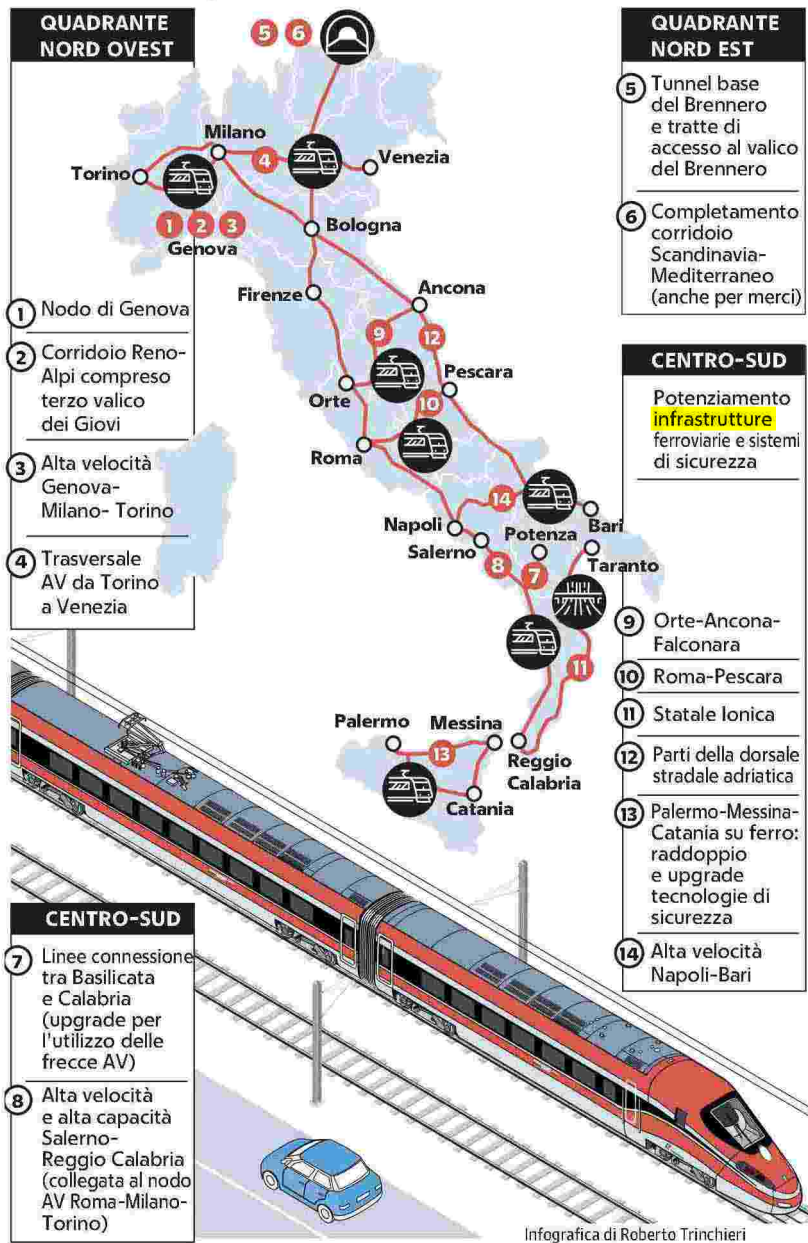 QUADRANTE
NORD OVEST
1 Nodo di Genova
2 Corridoio Reno-
Alpi compreso
terzo valico
dei Giovi
3 Alta velocità
Genova-
Milano- Torino
4 Trasversale
AV da Torino
a Venezia
5 6
Milano
4
Venezia
Torino
1 2 3
Genova
Bologna
Firenze
Ancona
9
12
Pescara
Orte
10
Roma
14
Napoli
Bari
Potenza
Salerno
Taranto
8
7
11
Palermo
Messina
13
Reggio
Calabria
Catania
QUADRANTE
NORD EST
5 Tunnel base
del Brennero
e tratte di
accesso al valico
del Brennero
6 Completamento
corridoio
Scandinavia-
Mediterraneo
(anche per merci)
CENTRO-SUD
Potenziamento
infrastrutture
ferroviarie e sistemi
di sicurezza
9 Orte-Ancona-
Falconara
10 Roma-Pescara
11 Statale Ionica
12 Parti della dorsale
stradale adriatica
13 Palermo-Messina-
Catania su ferro:
raddoppio
e upgrade
tecnologie di
sicurezza
14 Alta velocità
Napoli-Bari
CENTRO-SUD
7 Linee connessione
tra Basilicata
e Calabria
(upgrade per
l'utilizzo delle
frecce AV)
8 Alta velocità
e alta capacità
Salerno-
Reggio Calabria
(collegata al nodo
AV Roma-Milano-
Torino)
Infografica di Roberto Trinchieri